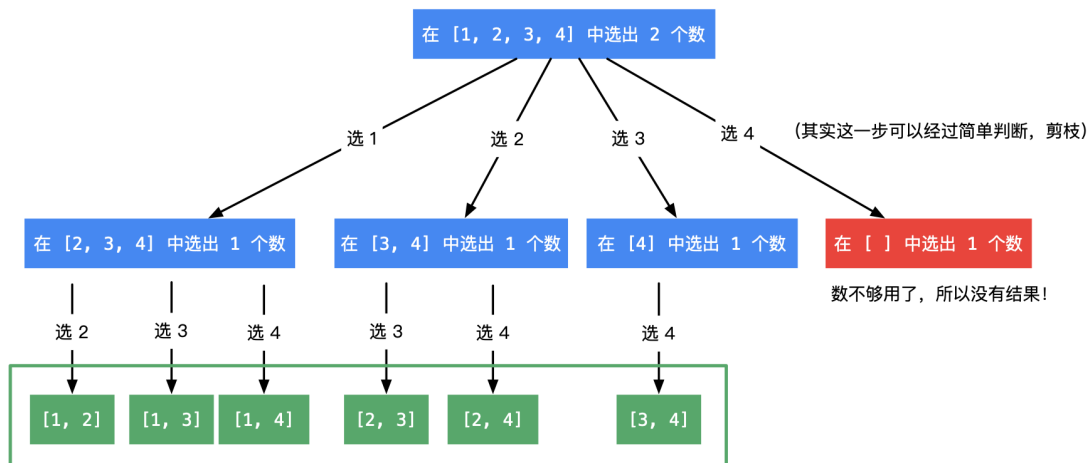 在 [1, 2, 3, 4] 中选出 2 个数
选 1
选 2
选 3
选 4
（其实这一步可以经过简单判断，剪枝）
在 [2, 3, 4] 中选出 1 个数
在 [3, 4] 中选出 1 个数
在 [4] 中选出 1 个数
在 [ ] 中选出 1 个数
数不够用了，所以没有结果！
选 2
选 3
选 4
选 3
选 4
选 4
[1, 2]
[1, 3]
[1, 4]
[2, 3]
[2, 4]
[3, 4]